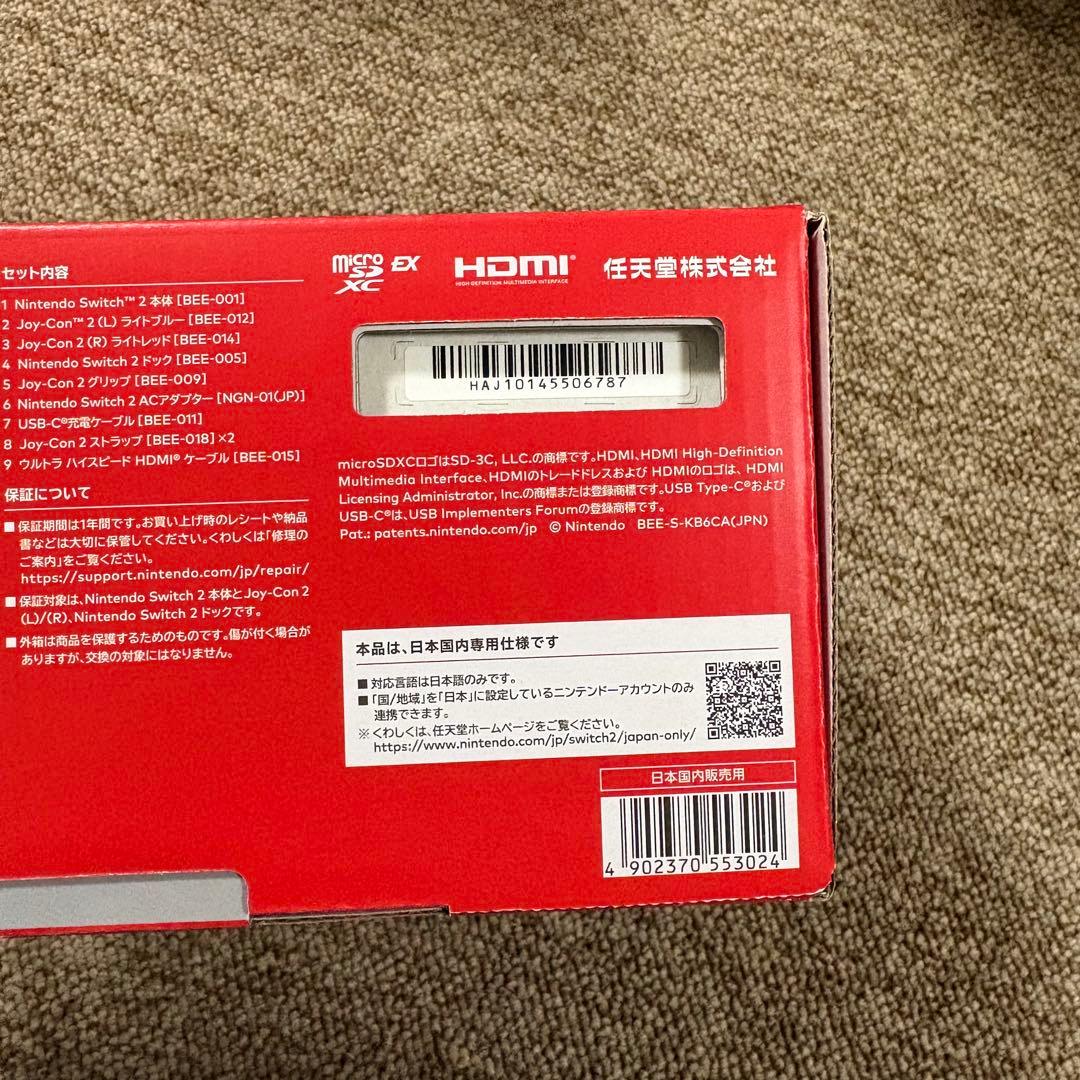 セット内容
1 Nintendo Switch™ 2 本体 [BEE-001]
2 Joy-Con™ 2 (L) ライトブルー [BEE-012]
3 Joy-Con 2 (R) ライトレッド [BEE-014]
4 Nintendo Switch 2 ドック [BEE-005]
5 Joy-Con 2 グリップ [BEE-009]
6 Nintendo Switch 2 ACアダプター [NGN-01(JP)]
7 USB-C®充電ケーブル [BEE-011]
8 Joy-Con 2 ストラップ [BEE-018]×2
9 ウルトラ ハイスピード HDMI® ケーブル [BEE-015]
保証について
■保証期間は1年間です。お買い上げ時のレシートや納品
書などは大切に保管してください。くわしくは「修理の
ご案内」をご覧ください。
https://support.nintendo.com/jp/repair/
■保証対象は、Nintendo Switch 2 本体とJoy-Con 2
(L)/(R)、Nintendo Switch 2 ドックです。
■外箱は商品を保護するためのものです。傷が付く場合が
ありますが、交換の対象にはなりません。
micro SD XC EX
HDMI®
HIGH-DEFINITION MULTIMEDIA INTERFACE
任天堂株式会社
HAJ10145506787
microSDXCロゴはSD-3C, LLC.の商標です。HDMI、HDMI High-Definition
Multimedia Interface、HDMIのトレードドレスおよび HDMIのロゴは、HDMI
Licensing Administrator, Inc.の商標または登録商標です。USB Type-C®および
USB-C®は、USB Implementers Forumの登録商標です。
Pat.: patents.nintendo.com/jp © Nintendo BEE-S-KB6CA(JPN)
本品は、日本国内専用仕様です
■ 対応言語は日本語のみです。
■ 「国/地域」を「日本」に設定しているニンテンドーアカウントのみ
連携できます。
※ くわしくは、任天堂ホームページをご覧ください。
https://www.nintendo.com/jp/switch2/japan-only/
日本国内販売用
4 902370 553024